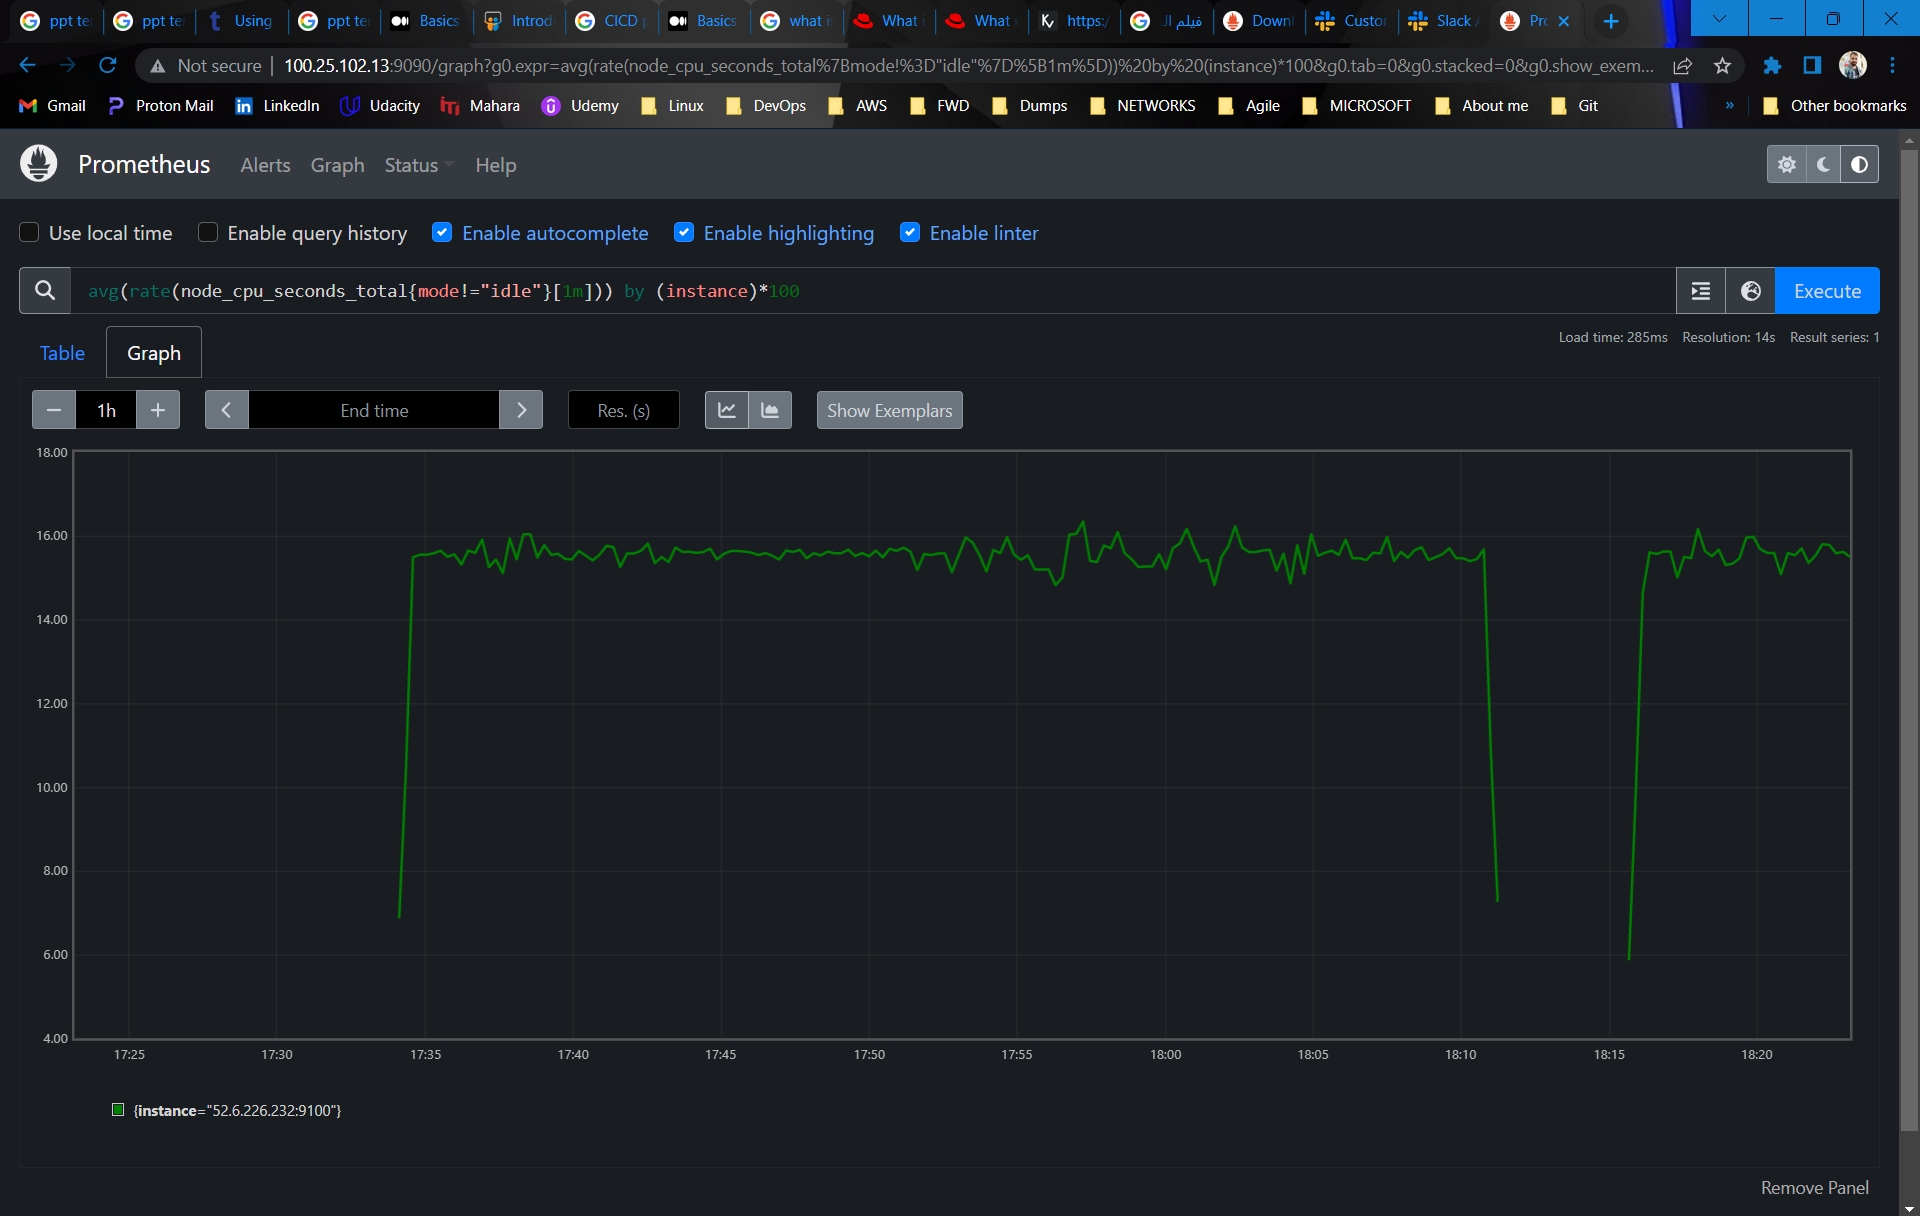 ppt te ppt te Using ppt te Basics Introd CICD Basics what is What What https:/ فيلم ال Downl Custor Slack Pro
Not secure 100.25.102.13:9090/graph?g0.expr=avg(rate(node_cpu_seconds_total%7Bmode!%3D"idle"%7D%5B1m%5D))%20by%20(instance)*100&g0.tab=0&g0.stacked=0&g0.show_exem...
Gmail Proton Mail LinkedIn Udacity Mahara Udemy Linux DevOps AWS FWD Dumps NETWORKS Agile MICROSOFT About me Git » Other bookmarks
Prometheus Alerts Graph Status Help
Use local time Enable query history Enable autocomplete Enable highlighting Enable linter
avg(rate(node_cpu_seconds_total{mode!="idle"}[1m])) by (instance)*100 Execute
Table Graph Load time: 285ms Resolution: 14s Result series: 1
1h End time Res. (s) Show Exemplars
18.00
16.00
14.00
12.00
10.00
8.00
6.00
4.00
17:25 17:30 17:35 17:40 17:45 17:50 17:55 18:00 18:05 18:10 18:15 18:20
{instance="52.6.226.232:9100"}
Remove Panel